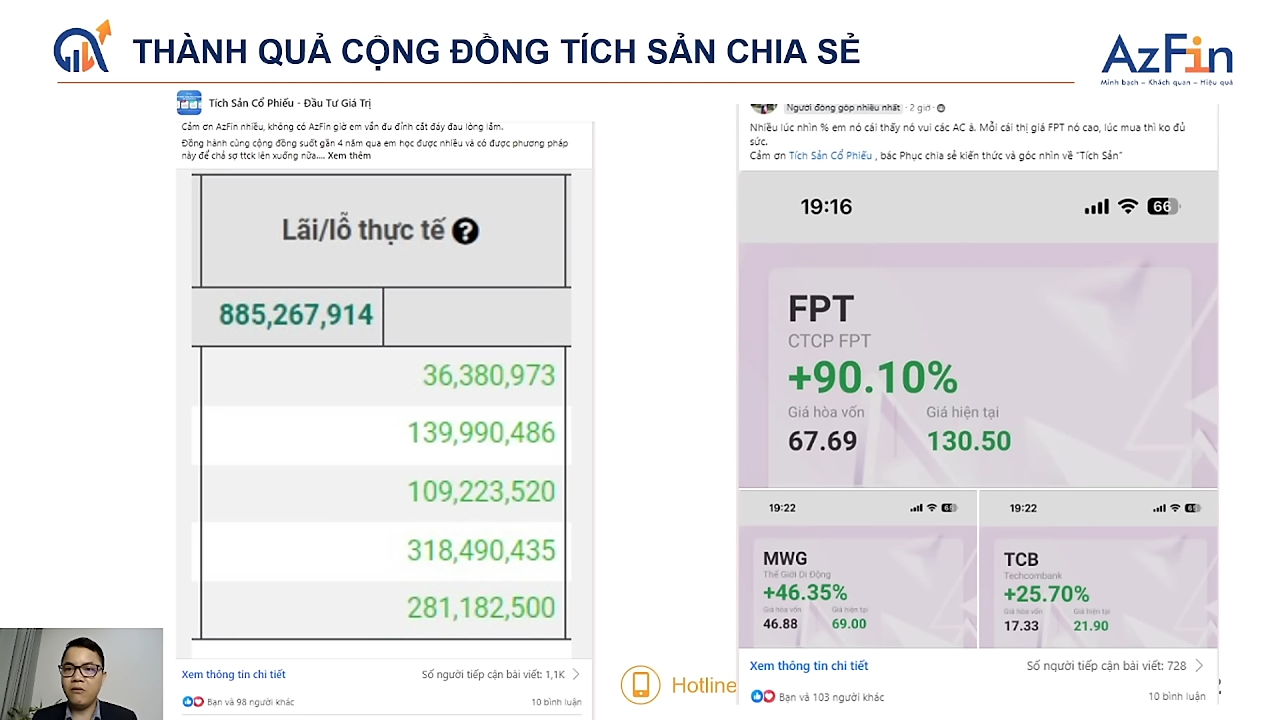 THÀNH QUẢ CỘNG ĐỒNG TÍCH SẢN CHIA SẺ
AzFin
Minh bạch – Khách quan – Hiệu quả
Tích Sản Cổ Phiếu - Đầu Tư Giá Trị
Cảm ơn AzFin nhiều, không có AzFin giờ em vẫn đu đỉnh cắt đáy đau lòng lắm.
Đồng hành cùng cộng đồng suốt gần 4 năm qua em học được nhiều và có được phương pháp
này để chả sợ ttck lên xuống nữa.... Xem thêm
Lãi/lỗ thực tế ?
885,267,914
36,380,973
139,990,486
109,223,520
318,490,435
281,182,500
Xem thông tin chi tiết
Số người tiếp cận bài viết: 1,1K
Bạn và 98 người khác
10 bình luận
Người đóng góp nhiều nhất · 2 giờ ·
Nhiều lúc nhìn % em nó cái thấy nó vui các AC ả. Mỗi cái thị giá FPT nó cao, lúc mua thì ko đủ
sức.
Cảm ơn Tích Sản Cổ Phiếu , bác Phục chia sẻ kiến thức và góc nhìn về "Tích Sản"
19:16
66
FPT
CTCP FPT
+90.10%
Giá hòa vốn
Giá hiện tại
67.69
130.50
19:22
MWG
Thế Giới Di Động
+46.35%
Giá hòa vốn
Giá hiện tại
46.88
69.00
19:22
TCB
Techcombank
+25.70%
Giá hòa vốn
Giá hiện tại
17.33
21.90
Xem thông tin chi tiết
Số người tiếp cận bài viết: 728
Bạn và 103 người khác
10 bình luận
Hotline